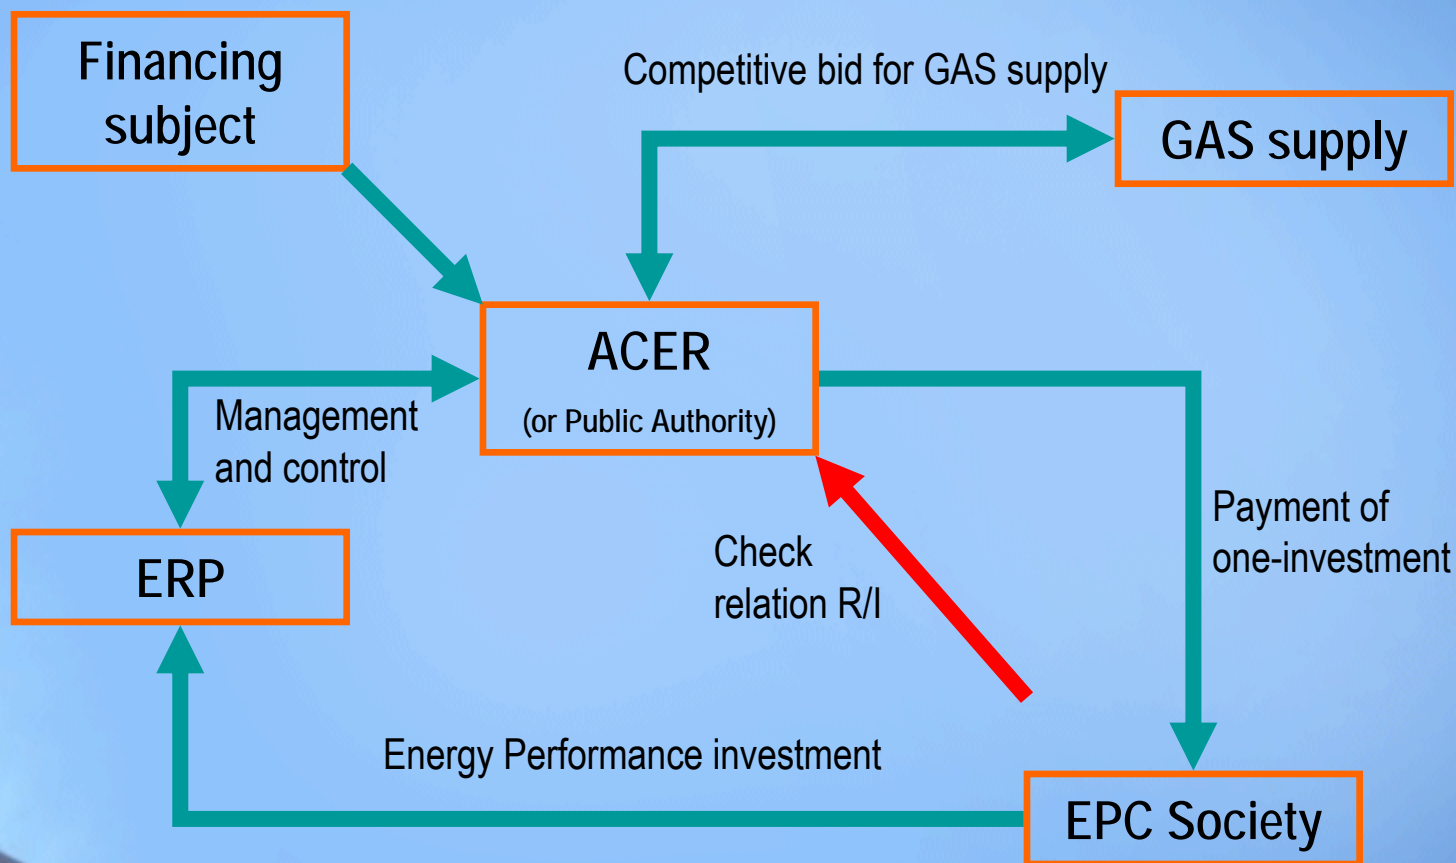 Financing
subject
Competitive bid for GAS supply
GAS supply
ACER
(or Public Authority)
Management
and control
ERP
Check
relation R/I
Payment of
one-investment
Energy Performance investment
EPC Society